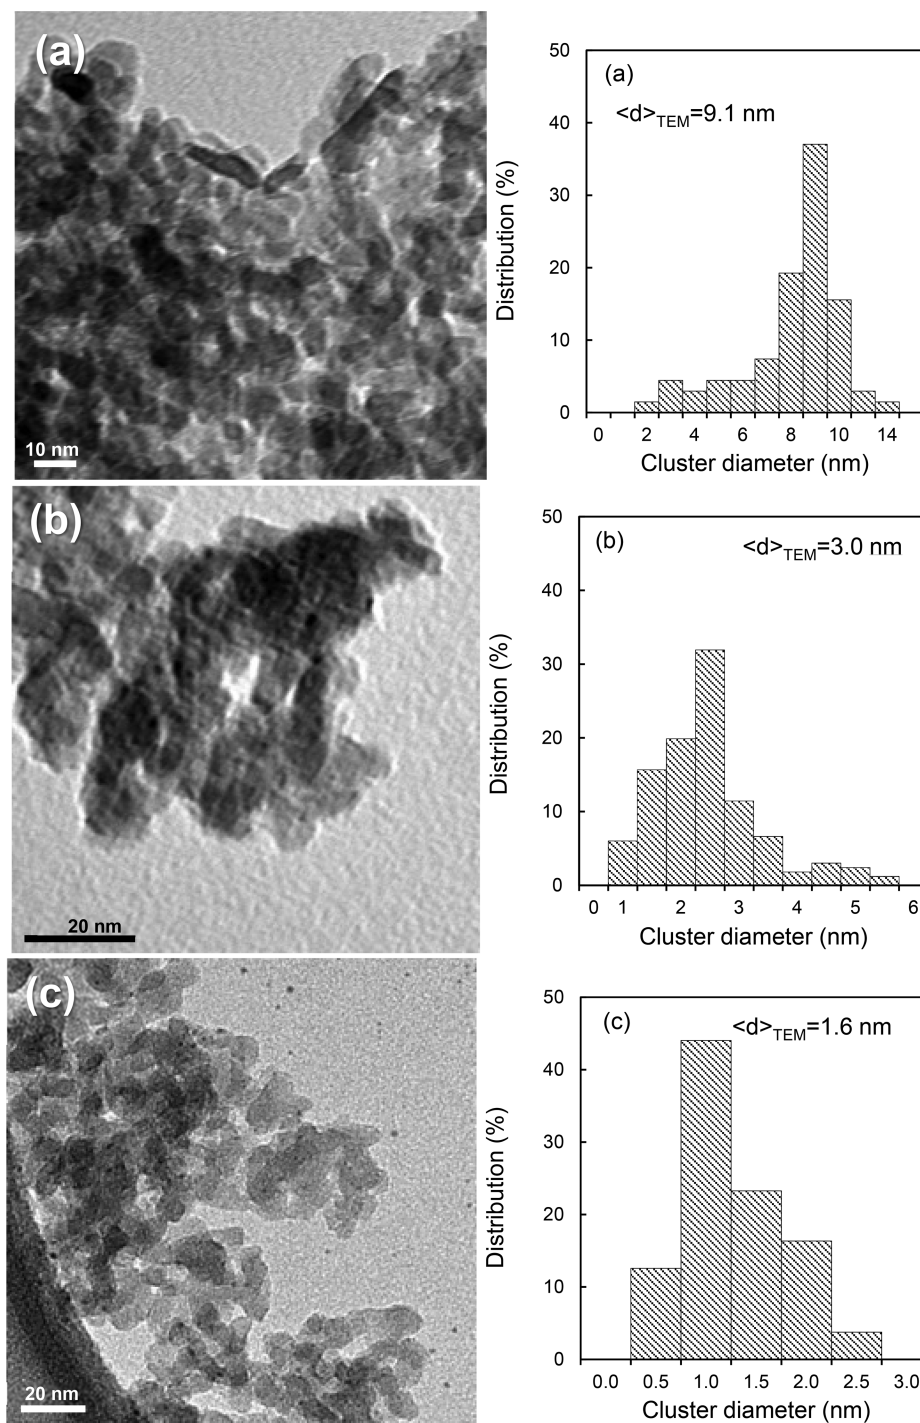 (a)
10 nm
50
40
30
20
10
0
Distribution (%)
(a)
<d>TEM=9.1 nm
0 2 4 6 8 10 14
Cluster diameter (nm)
(b)
20 nm
50
40
30
20
10
0
Distribution (%)
(b)
<d>TEM=3.0 nm
0 1 2 3 4 5 6
Cluster diameter (nm)
(c)
20 nm
50
40
30
20
10
0
Distribution (%)
(c)
<d>TEM=1.6 nm
0.0 0.5 1.0 1.5 2.0 2.5 3.0
Cluster diameter (nm)